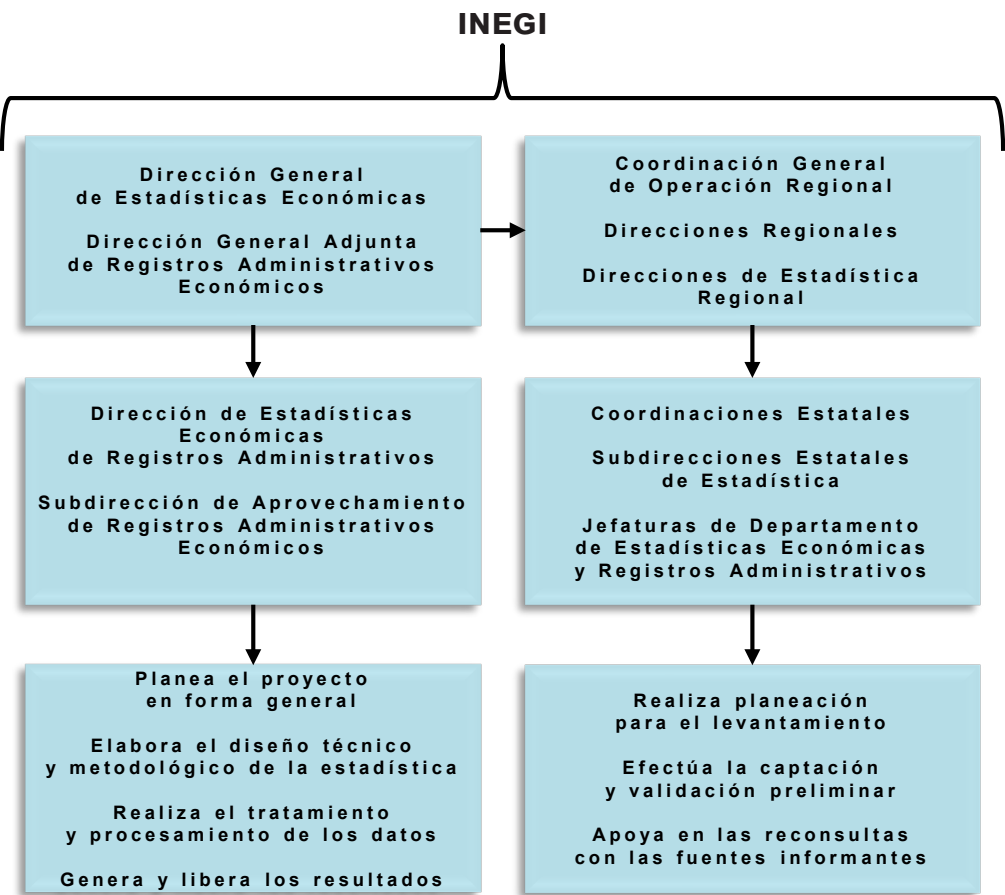 INEGI
Dirección General
de Estadísticas Económicas
Dirección General Adjunta
de Registros Administrativos
Económicos
Coordinación General
de Operación Regional
Direcciones Regionales
Direcciones de Estadística
Regional
Dirección de Estadísticas
Económicas
de Registros Administrativos
Subdirección de Aprovechamiento
de Registros Administrativos
Económicos
Coordinaciones Estatales
Subdirecciones Estatales
de Estadística
Jefaturas de Departamento
de Estadísticas Económicas
y Registros Administrativos
Planea el proyecto
en forma general
Elabora el diseño técnico
y metodológico de la estadística
Realiza el tratamiento
y procesamiento de los datos
Genera y libera los resultados
Realiza planeación
para el levantamiento
Efectúa la captación
y validación preliminar
Apoya en las reconsultas
con las fuentes informantes